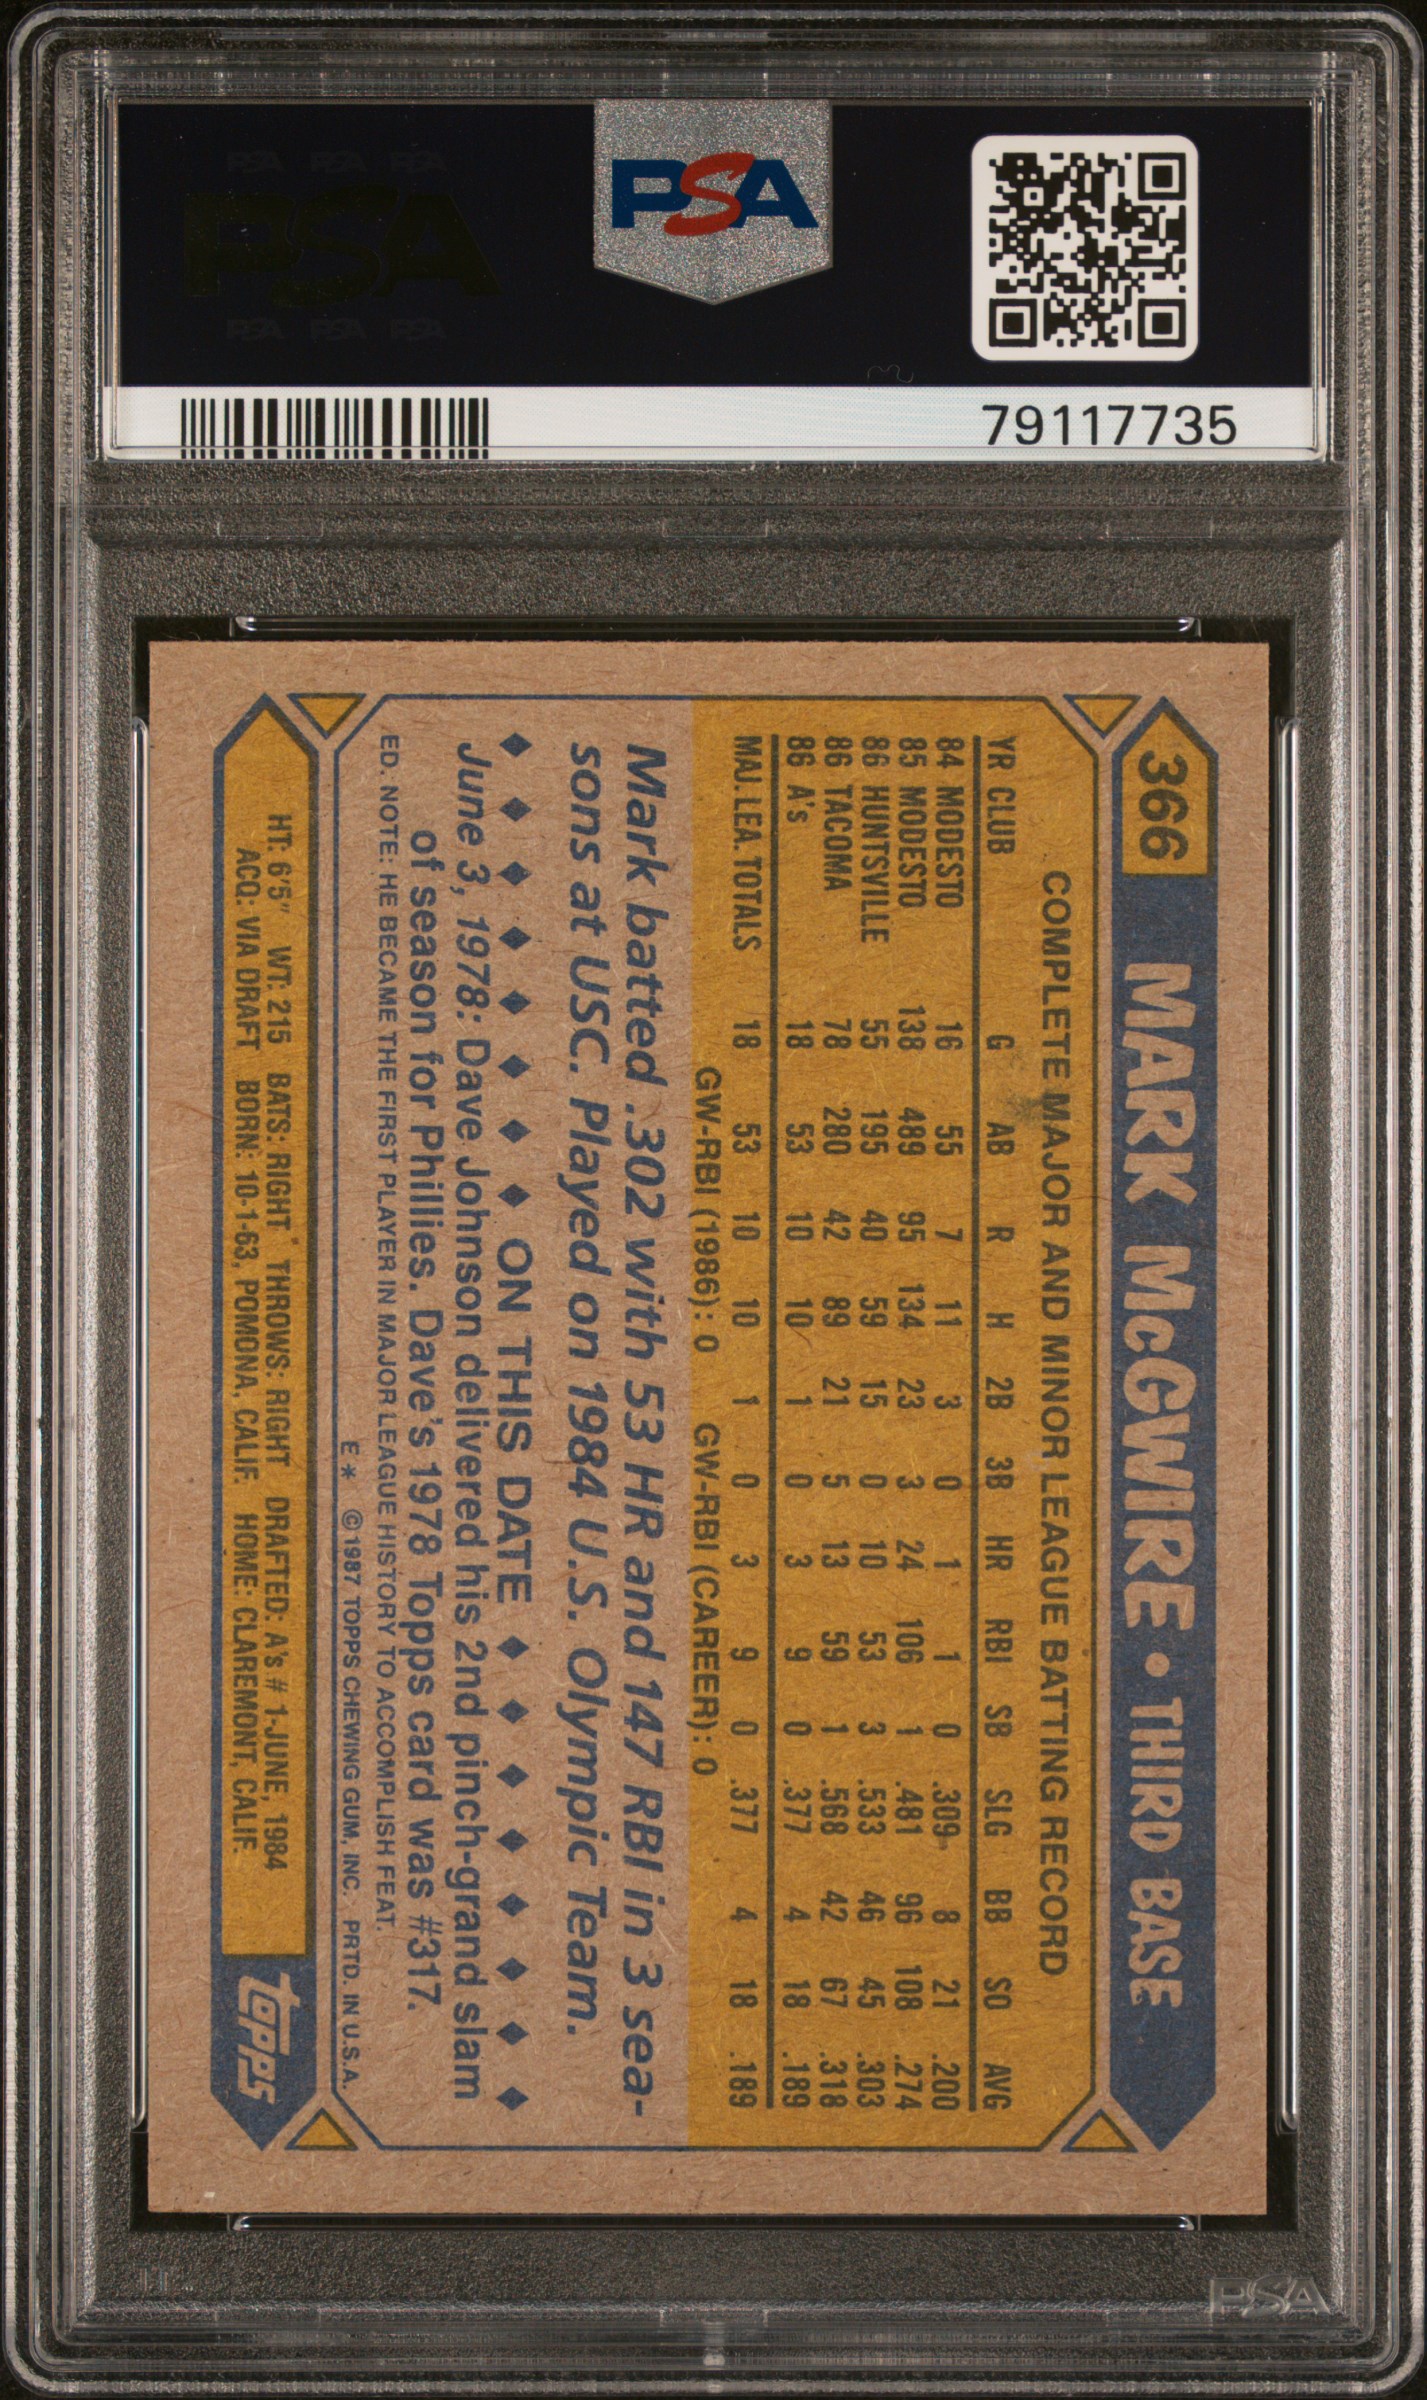 PSA PSA PSA
PSA
PSA PSA PSA
PSA
79117735
366 MARK McGWIRE • THIRD BASE
COMPLETE MAJOR AND MINOR LEAGUE BATTING RECORD
YR CLUB G AB R H 2B 3B HR RBI SB SLG BB SO AVG
84 MODESTO 16 55 7 11 3 0 1 1 0 .309 8 21 .200
85 MODESTO 138 489 95 134 23 3 24 106 1 .481 96 108 .274
86 HUNTSVILLE 55 195 40 59 15 0 10 53 3 .533 46 45 .303
86 TACOMA 78 280 42 89 21 5 13 59 1 .568 42 67 .318
86 A's 18 53 10 10 1 0 3 9 0 .377 4 18 .189
MAJ. LEA. TOTALS 18 53 10 10 1 0 3 9 0 .377 4 18 .189
GW-RBI (1986): 0 GW-RBI (CAREER): 0
Mark batted .302 with 53 HR and 147 RBI in 3 sea-
sons at USC. Played on 1984 U.S. Olympic Team.
◆ ◆ ◆ ◆ ◆ ◆ ◆ ◆ ON THIS DATE ◆ ◆ ◆ ◆ ◆ ◆ ◆ ◆
June 3, 1978: Dave Johnson delivered his 2nd pinch-grand slam
of season for Phillies. Dave's 1978 Topps card was #317.
ED. NOTE: HE BECAME THE FIRST PLAYER IN MAJOR LEAGUE HISTORY TO ACCOMPLISH FEAT.
E* ©1987 TOPPS CHEWING GUM, INC. PRTD. IN U.S.A.
HT: 6'5" WT: 215 BATS: RIGHT THROWS: RIGHT DRAFTED: A's #1-JUNE, 1984
ACQ: VIA DRAFT BORN: 10-1-63, POMONA, CALIF. HOME: CLAREMONT, CALIF.
Topps
PSA